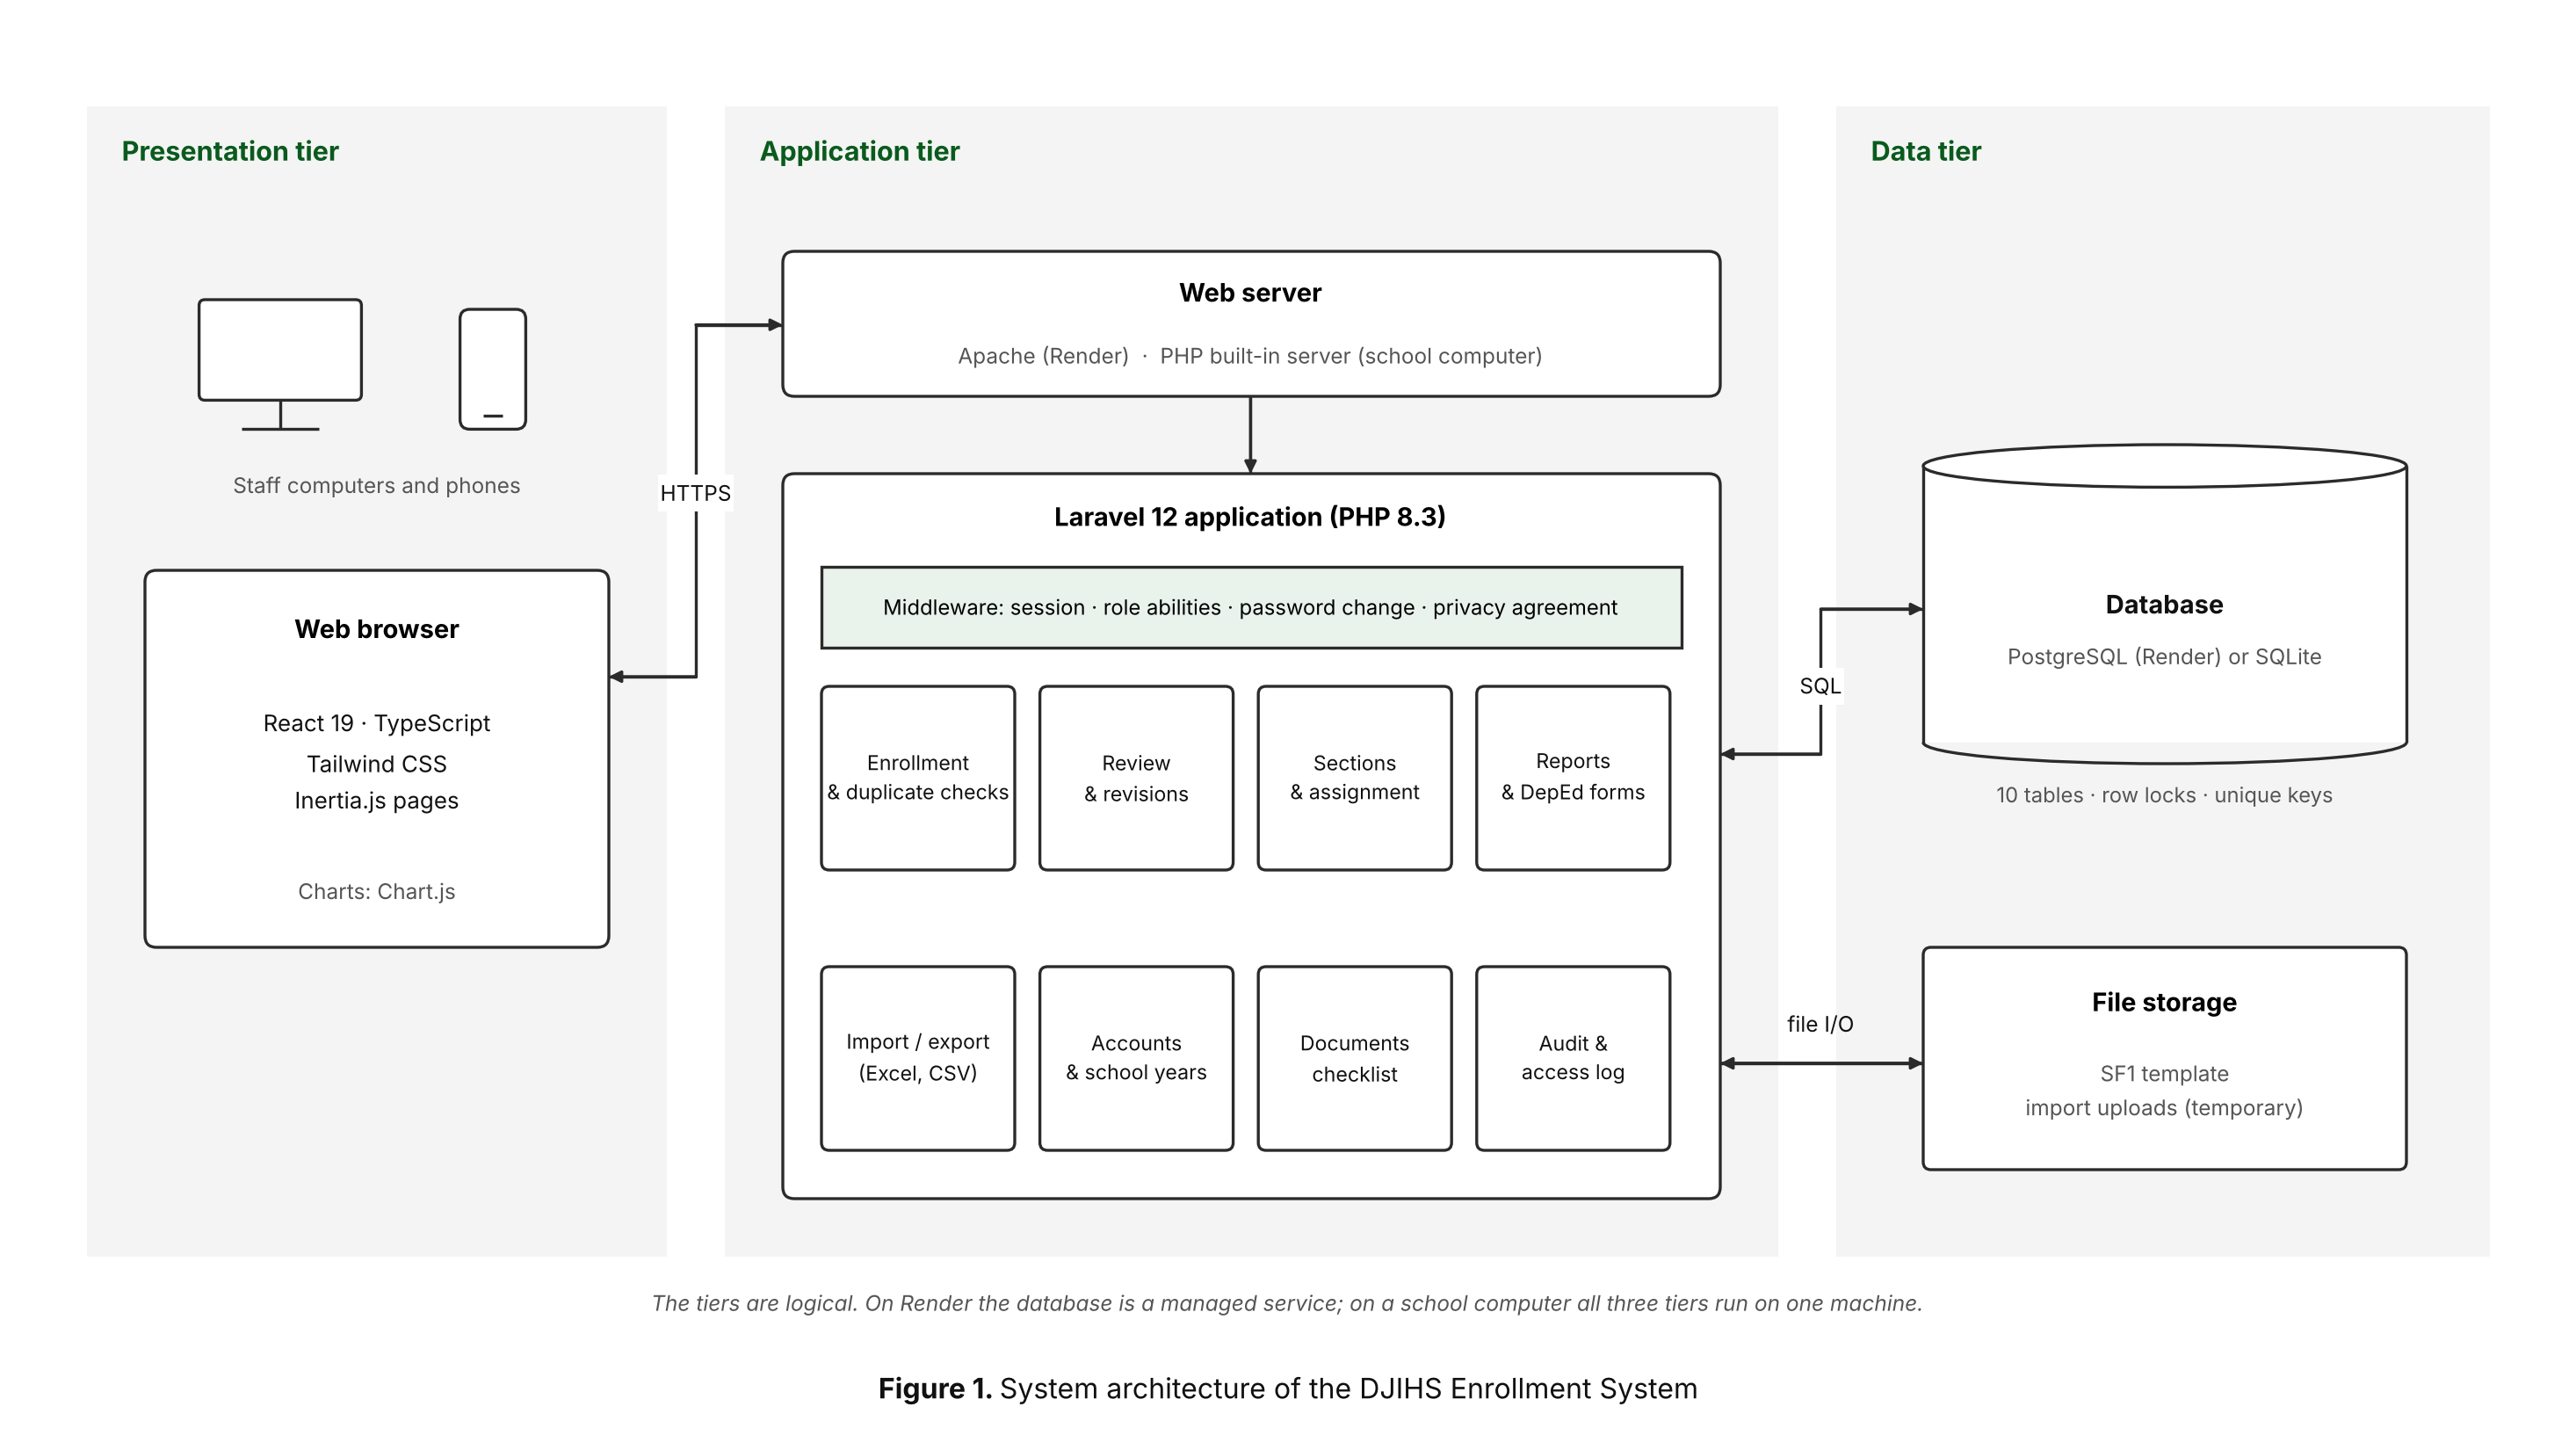 Presentation tier
Staff computers and phones
Web browser
React 19 · TypeScript
Tailwind CSS
Inertia.js pages
Charts: Chart.js
HTTPS
Application tier
Web server
Apache (Render) · PHP built-in server (school computer)
Laravel 12 application (PHP 8.3)
Middleware: session · role abilities · password change · privacy agreement
Enrollment
& duplicate checks
Review
& revisions
Sections
& assignment
Reports
& DepEd forms
Import / export
(Excel, CSV)
Accounts
& school years
Documents
checklist
Audit &
access log
SQL
file I/O
Data tier
Database
PostgreSQL (Render) or SQLite
10 tables · row locks · unique keys
File storage
SF1 template
import uploads (temporary)
The tiers are logical. On Render the database is a managed service; on a school computer all three tiers run on one machine.
Figure 1. System architecture of the DJIHS Enrollment System